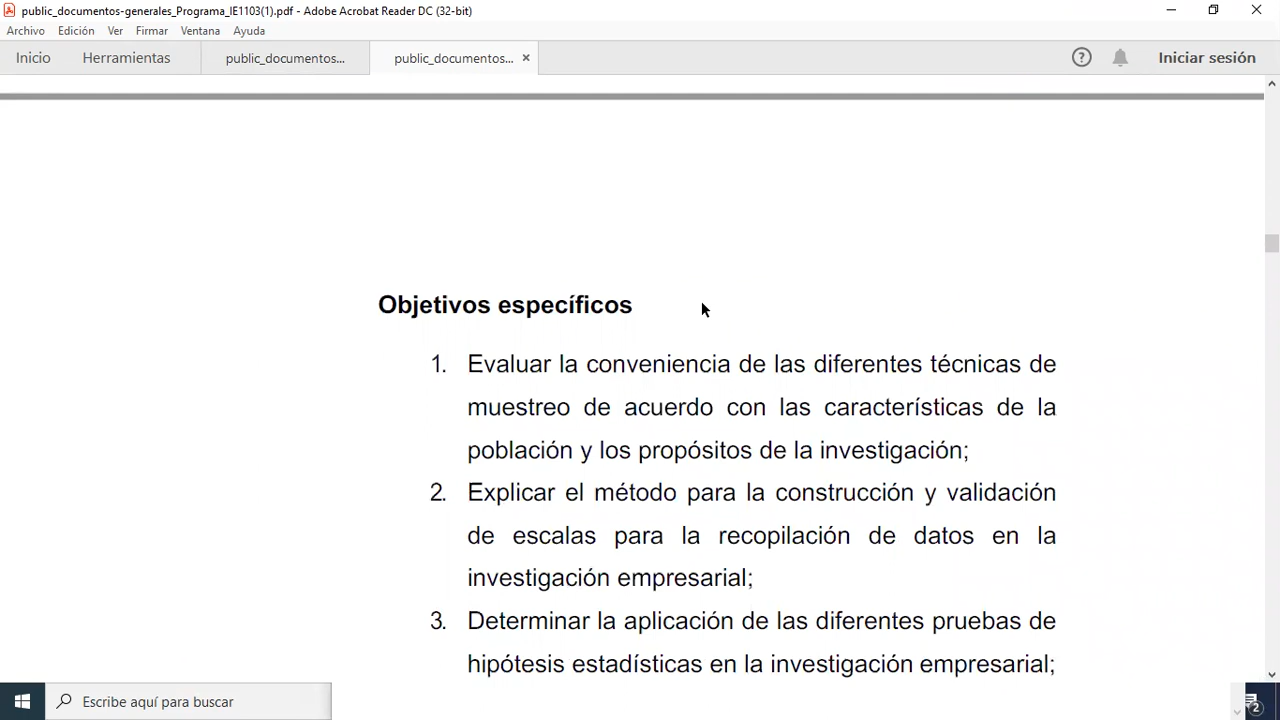 public_documentos-generales_Programa_IE1103(1).pdf - Adobe Acrobat Reader DC (32-bit)
Archivo Edición Ver Firmar Ventana Ayuda
Inicio Herramientas public_documentos... public_documentos... × Iniciar sesión
Objetivos específicos
1. Evaluar la conveniencia de las diferentes técnicas de
muestreo de acuerdo con las características de la
población y los propósitos de la investigación;
2. Explicar el método para la construcción y validación
de escalas para la recopilación de datos en la
investigación empresarial;
3. Determinar la aplicación de las diferentes pruebas de
hipótesis estadísticas en la investigación empresarial;
Escribe aquí para buscar
2